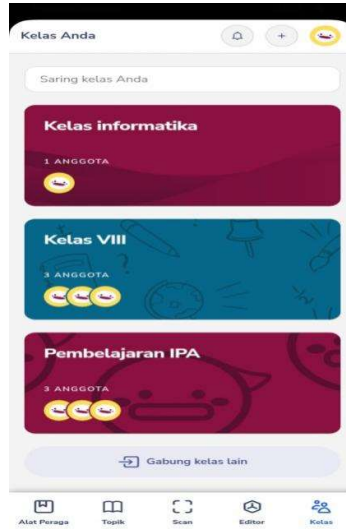 Kelas Anda
Saring kelas Anda
Kelas informatika
1 ANGGOTA
Kelas VIII
3 ANGGOTA
Pembelajaran IPA
3 ANGGOTA
Gabung kelas lain
Alat Peraga Topik Scan Editor Kelas